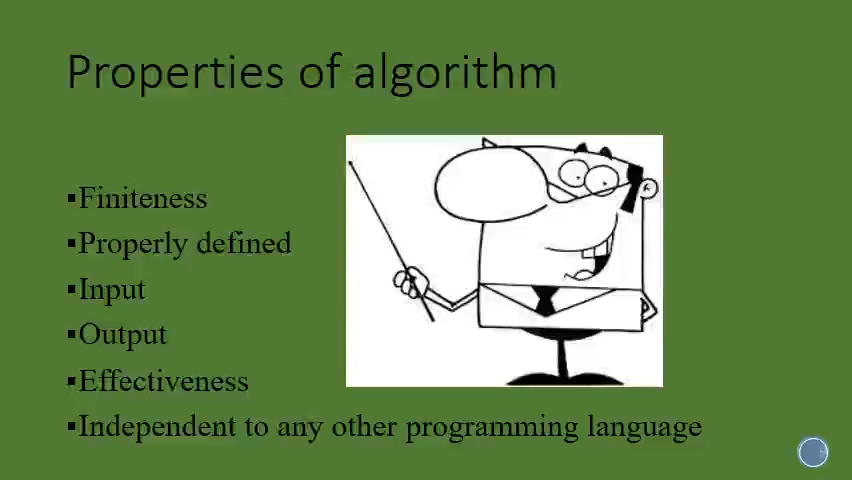 Properties of algorithm
▪Finiteness
▪Properly defined
▪Input
▪Output
▪Effectiveness
▪Independent to any other programming language